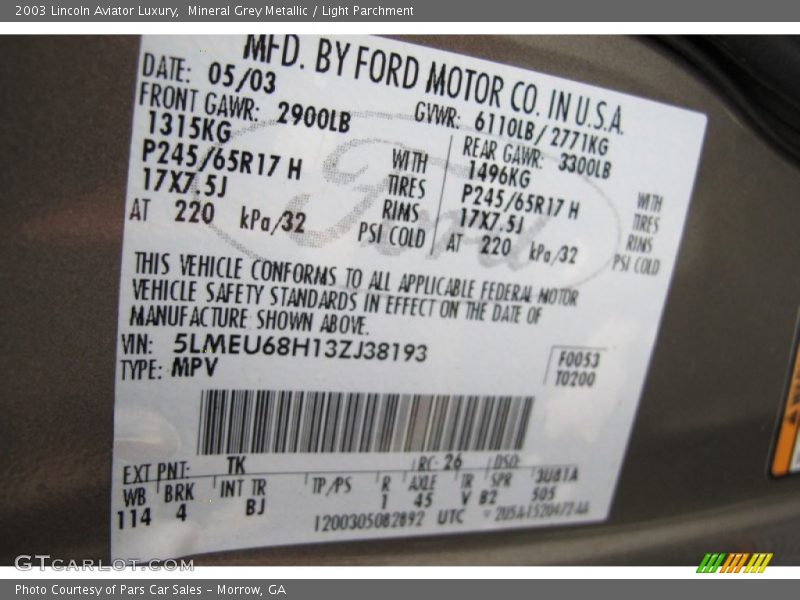 2003 Lincoln Aviator Luxury,  Mineral Grey Metallic / Light Parchment
MFD. BY FORD MOTOR CO. IN U.S.A.
DATE: 05/03
GVWR: 6110LB/2771KG
FRONT GAWR: 2900LB
REAR GAWR: 3300LB
1315KG WITH
1496KG WITH
P245/65R17 H TIRES
P245/65R17 H TIRES
17X7.5J RIMS
17X7.5J RIMS
AT 220 kPa/32 PSI COLD
AT 220 kPa/32 PSI COLD
Ford
THIS VEHICLE CONFORMS TO ALL APPLICABLE FEDERAL MOTOR
VEHICLE SAFETY STANDARDS IN EFFECT ON THE DATE OF
MANUFACTURE SHOWN ABOVE.
VIN: 5LMEU68H13ZJ38193
TYPE: MPV
F0053
T0200
EXT PNT: TK RC: 26 DSO:
WB BRK INT TR TP/PS R AXLE TR SPR 3U81A
114 4 BJ 1 45 V 82 505
1200305082892 UTC
GTcarlot.com
Photo Courtesy of Pars Car Sales - Morrow, GA